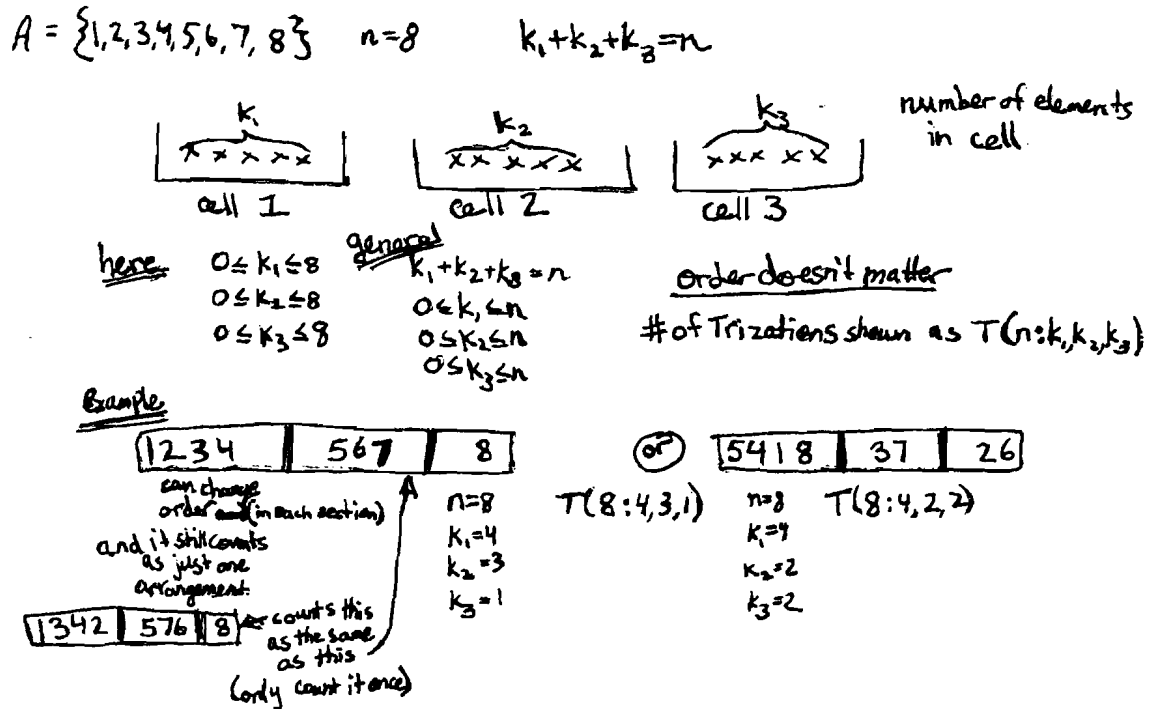 A = {1,2,3,4,5,6,7,8} n=8 k₁+k₂+k₃=n
k₁ k₂ k₃
number of elements
in cell
x x x x x x x x x x x x x x x
cell 1 cell 2 cell 3
here 0≤k₁≤8
0≤k₂≤8
0≤k₃≤8
general
k₁+k₂+k₃=n
0≤k₁≤n
0≤k₂≤n
0≤k₃≤n
order doesn't matter
# of Trizations shown as T(n:k₁,k₂,k₃)
Example
1234 567 8 or 5418 37 26
can change
order (in each section)
and it still counts
as just one
arrangement.
n=8
k₁=4
k₂=3
k₃=1
T(8:4,3,1)
n=8
k₁=4
k₂=2
k₃=2
T(8:4,2,2)
1342 576 8
counts this
as the same
as this
(only count it once)